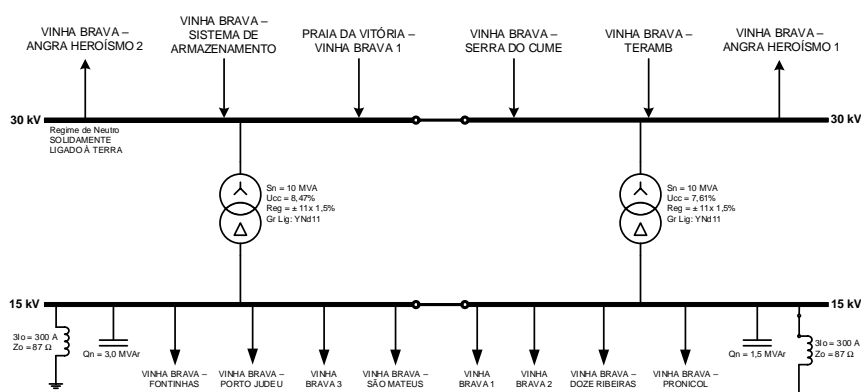 VINHA BRAVA –
ANGRA HEROÍSMO 2
VINHA BRAVA –
SISTEMA DE
ARMAZENAMENTO
PRAIA DA VITÓRIA –
VINHA BRAVA 1
VINHA BRAVA –
SERRA DO CUME
VINHA BRAVA –
TERAMB
VINHA BRAVA –
ANGRA HEROÍSMO 1
30 kV
30 kV
Regime de Neutro
SOLIDAMENTE
LIGADO À TERRA
Sn = 10 MVA
Ucc = 8,47%
Reg = ± 11x 1,5%
Gr Lig: YNd11
Sn = 10 MVA
Ucc = 7,61%
Reg = ± 11x 1,5%
Gr Lig: YNd11
15 kV
15 kV
3Io = 300 A
Zo = 87 Ω
Qn = 3,0 MVAr
VINHA BRAVA –
FONTINHAS
VINHA BRAVA –
PORTO JUDEU
VINHA
BRAVA 3
VINHA BRAVA –
SÃO MATEUS
VINHA
BRAVA 1
VINHA
BRAVA 2
VINHA BRAVA –
DOZE RIBEIRAS
VINHA BRAVA –
PRONICOL
Qn = 1,5 MVAr
3Io = 300 A
Zo = 87 Ω